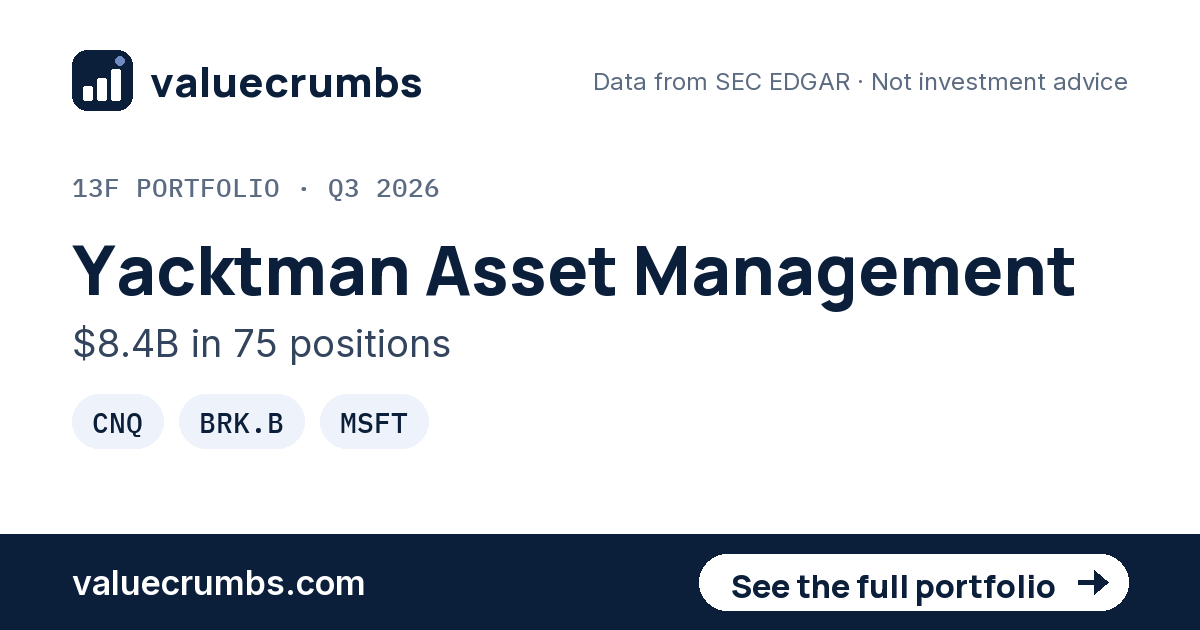 valuecrumbs
Data from SEC EDGAR · Not investment advice
13F PORTFOLIO · Q3 2026
Yacktman Asset Management
$8.4B in 75 positions
CNQ BRK.B MSFT
valuecrumbs.com
See the full portfolio →